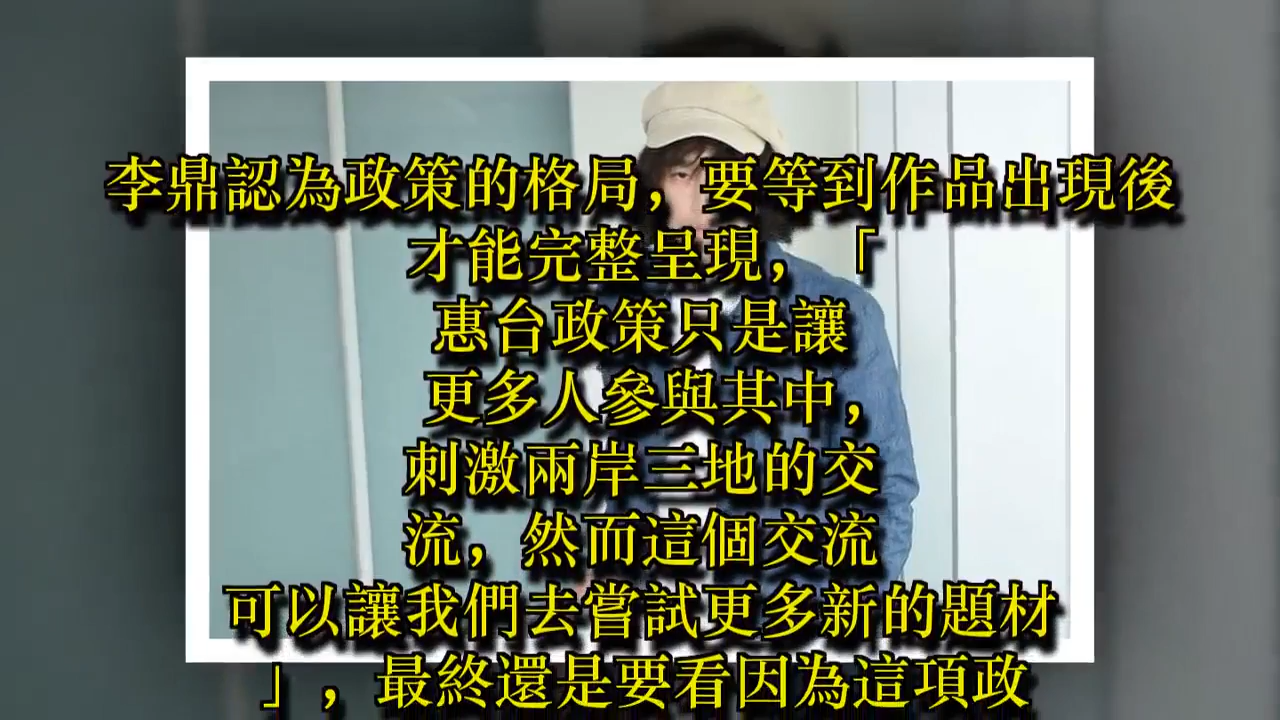 李鼎認為政策的格局，要等到作品出現後
才能完整呈現，「
惠台政策只是讓
更多人參與其中，
刺激兩岸三地的交
流，然而這個交流
可以讓我們去嘗試更多新的題材
」，最終還是要看因為這項政